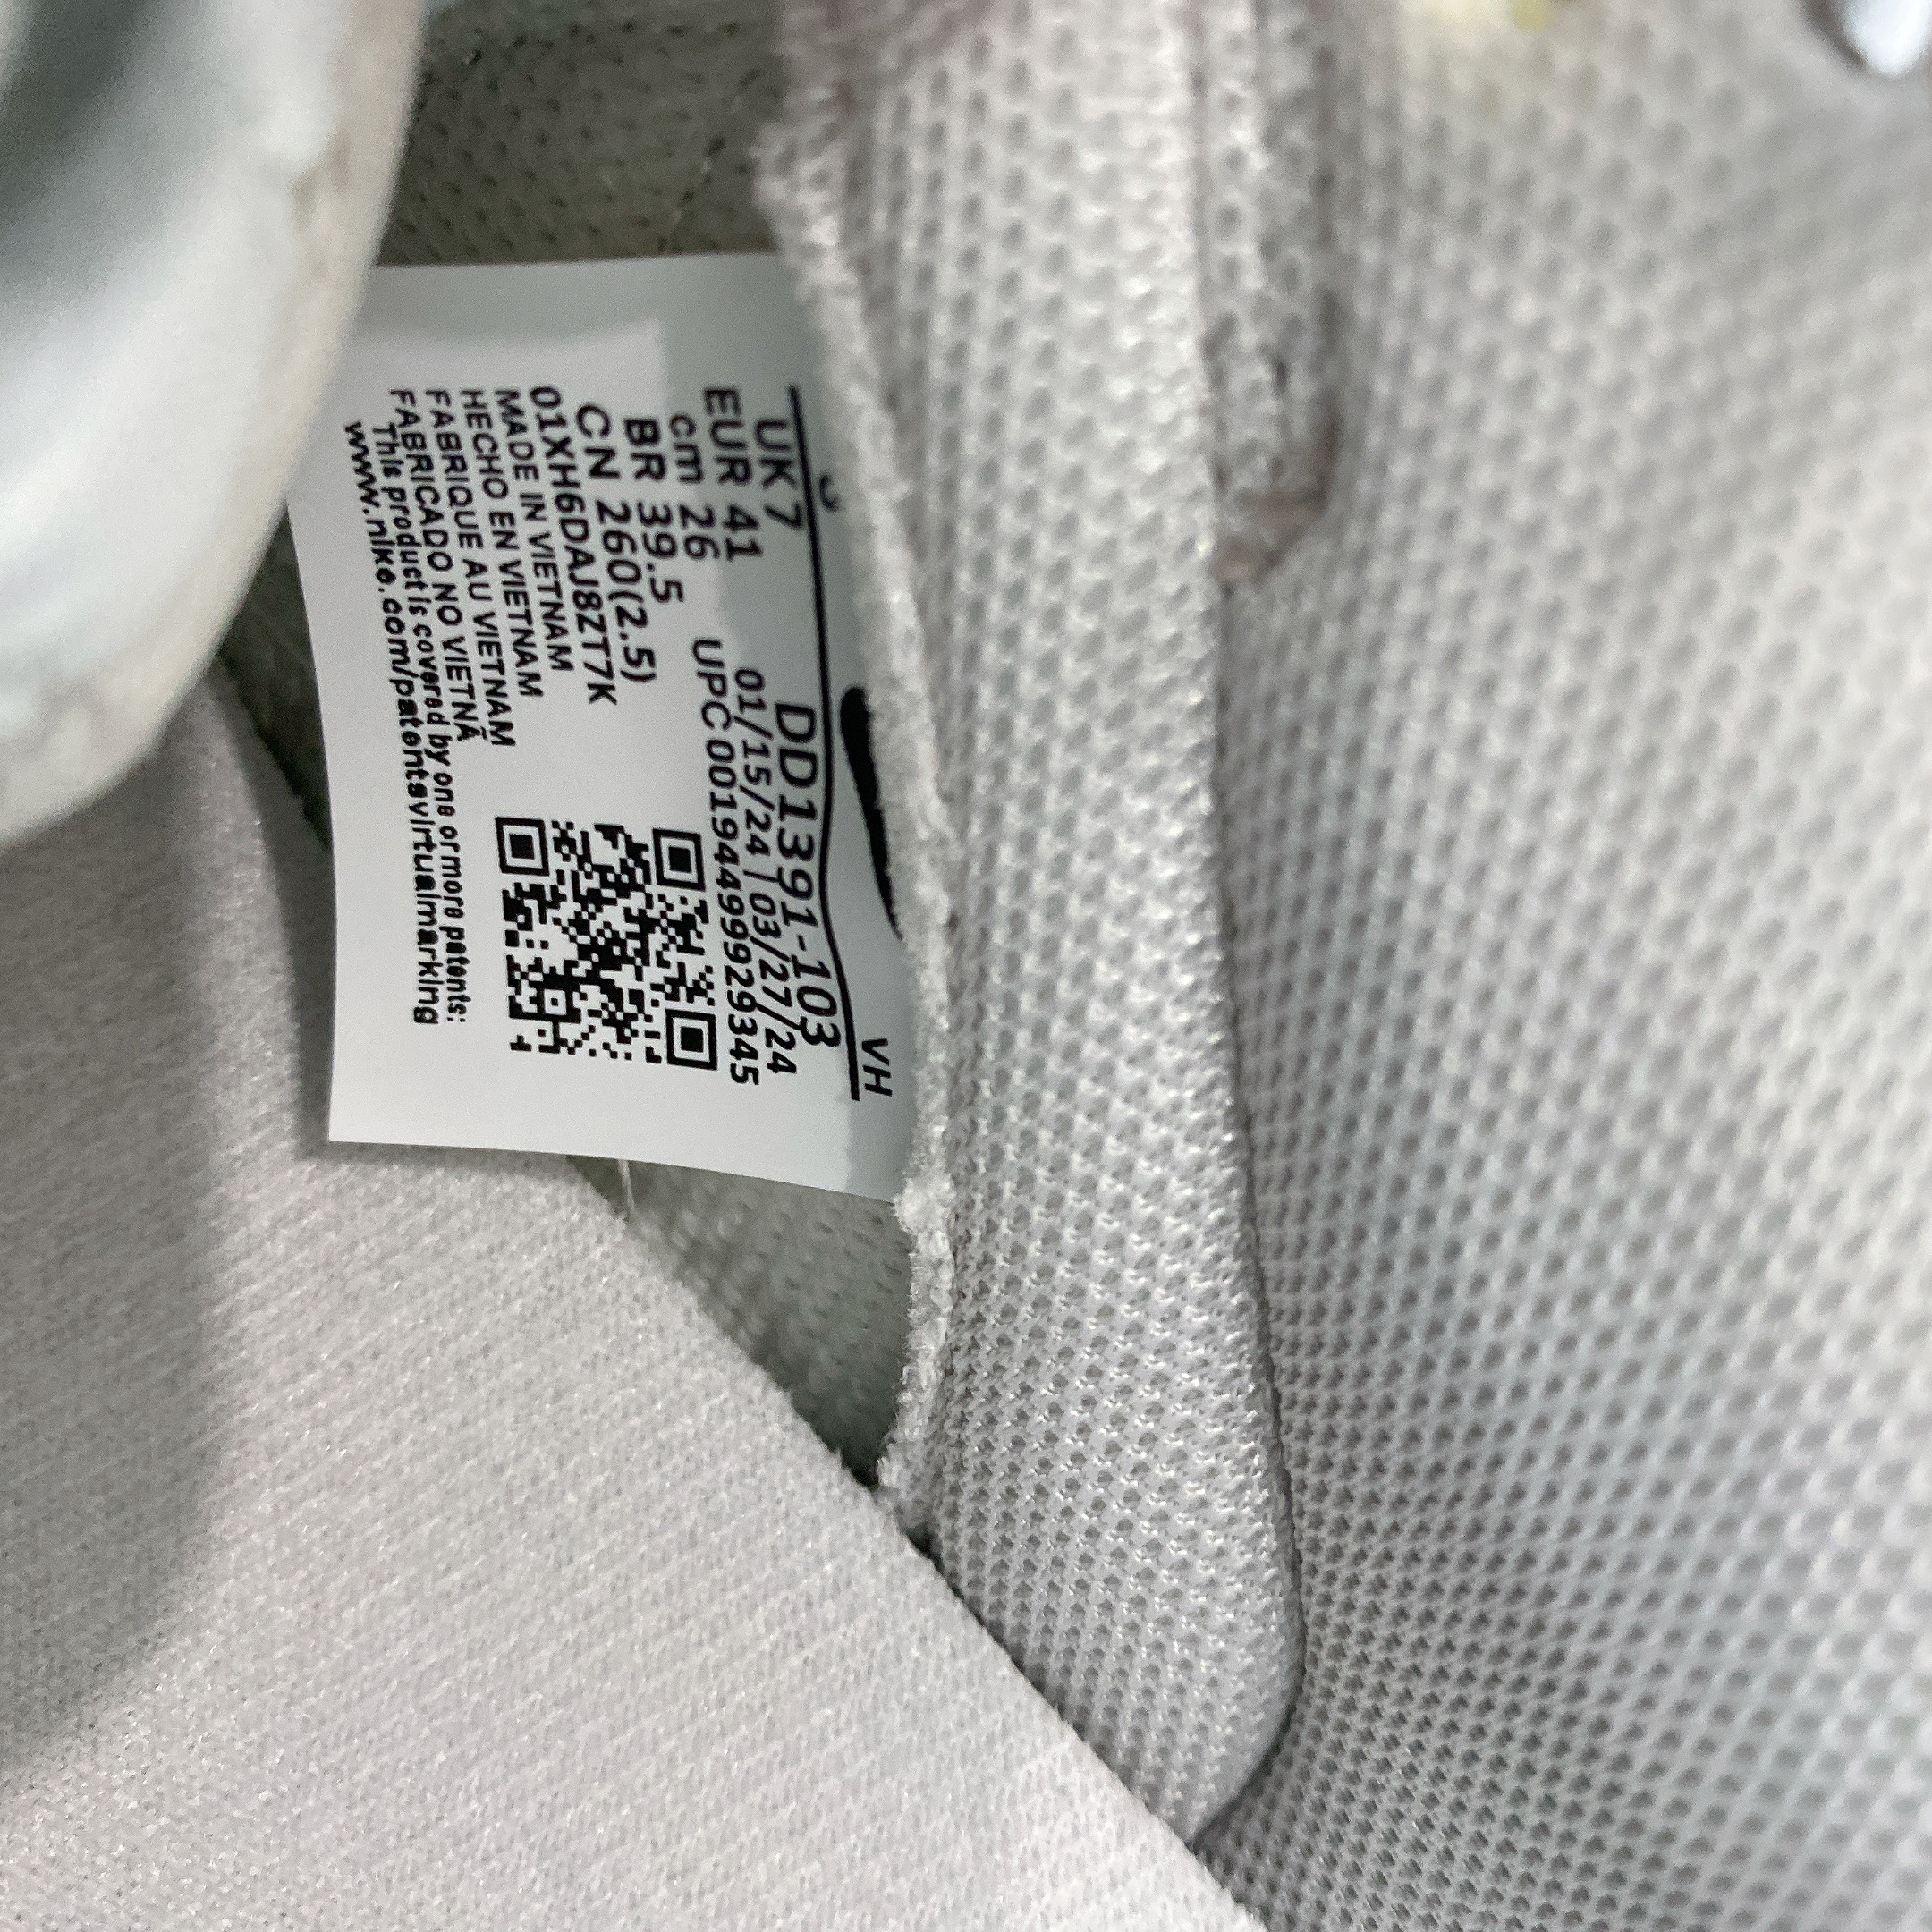 VH
UK 7 DD1391-103
EUR 41 01/15/24 | 03/27/24
cm 26 UPC 00194499929345
BR 39.5
CN 260(2.5)
01XH6DAJ8ZT7K
MADE IN VIETNAM
HECHO EN VIETNAM
FABRIQUE AU VIETNAM
FABRICADO NO VIETNÃ
This product is covered by one or more patents:
www.nike.com/patentsvirtualmarking